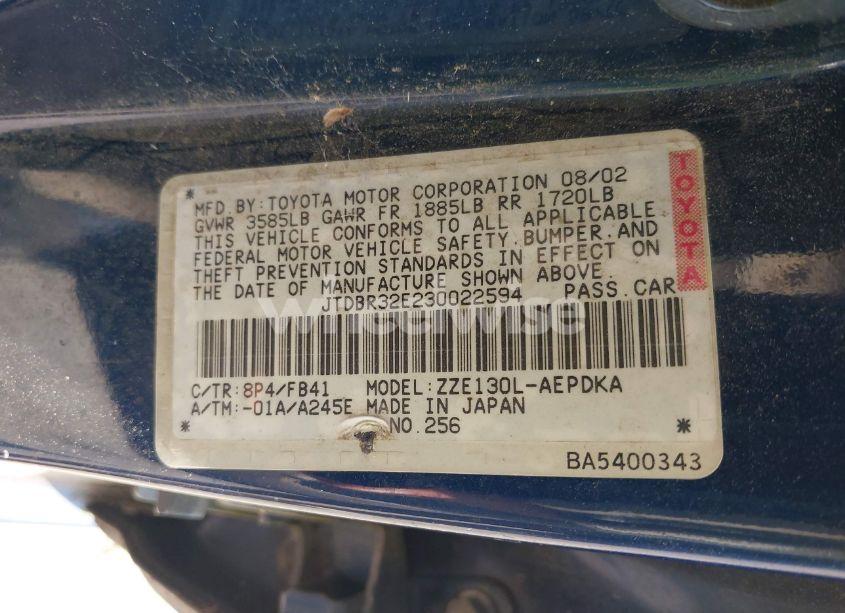 MFD.BY:TOYOTA MOTOR CORPORATION 08/02
GVWR 3585LB GAWR FR 1885LB RR 1720LB
THIS VEHICLE CONFORMS TO ALL APPLICABLE
FEDERAL MOTOR VEHICLE SAFETY,BUMPER,AND
THEFT PREVENTION STANDARDS IN EFFECT ON
THE DATE OF MANUFACTURE SHOWN ABOVE.
JTDBR32E230022594 PASS.CAR
TOYOTA
Wheelwise
C/TR:8P4/FB41 MODEL:ZZE130L-AEPDKA
A/TM:-01A/A245E MADE IN JAPAN
NO.256
BA5400343